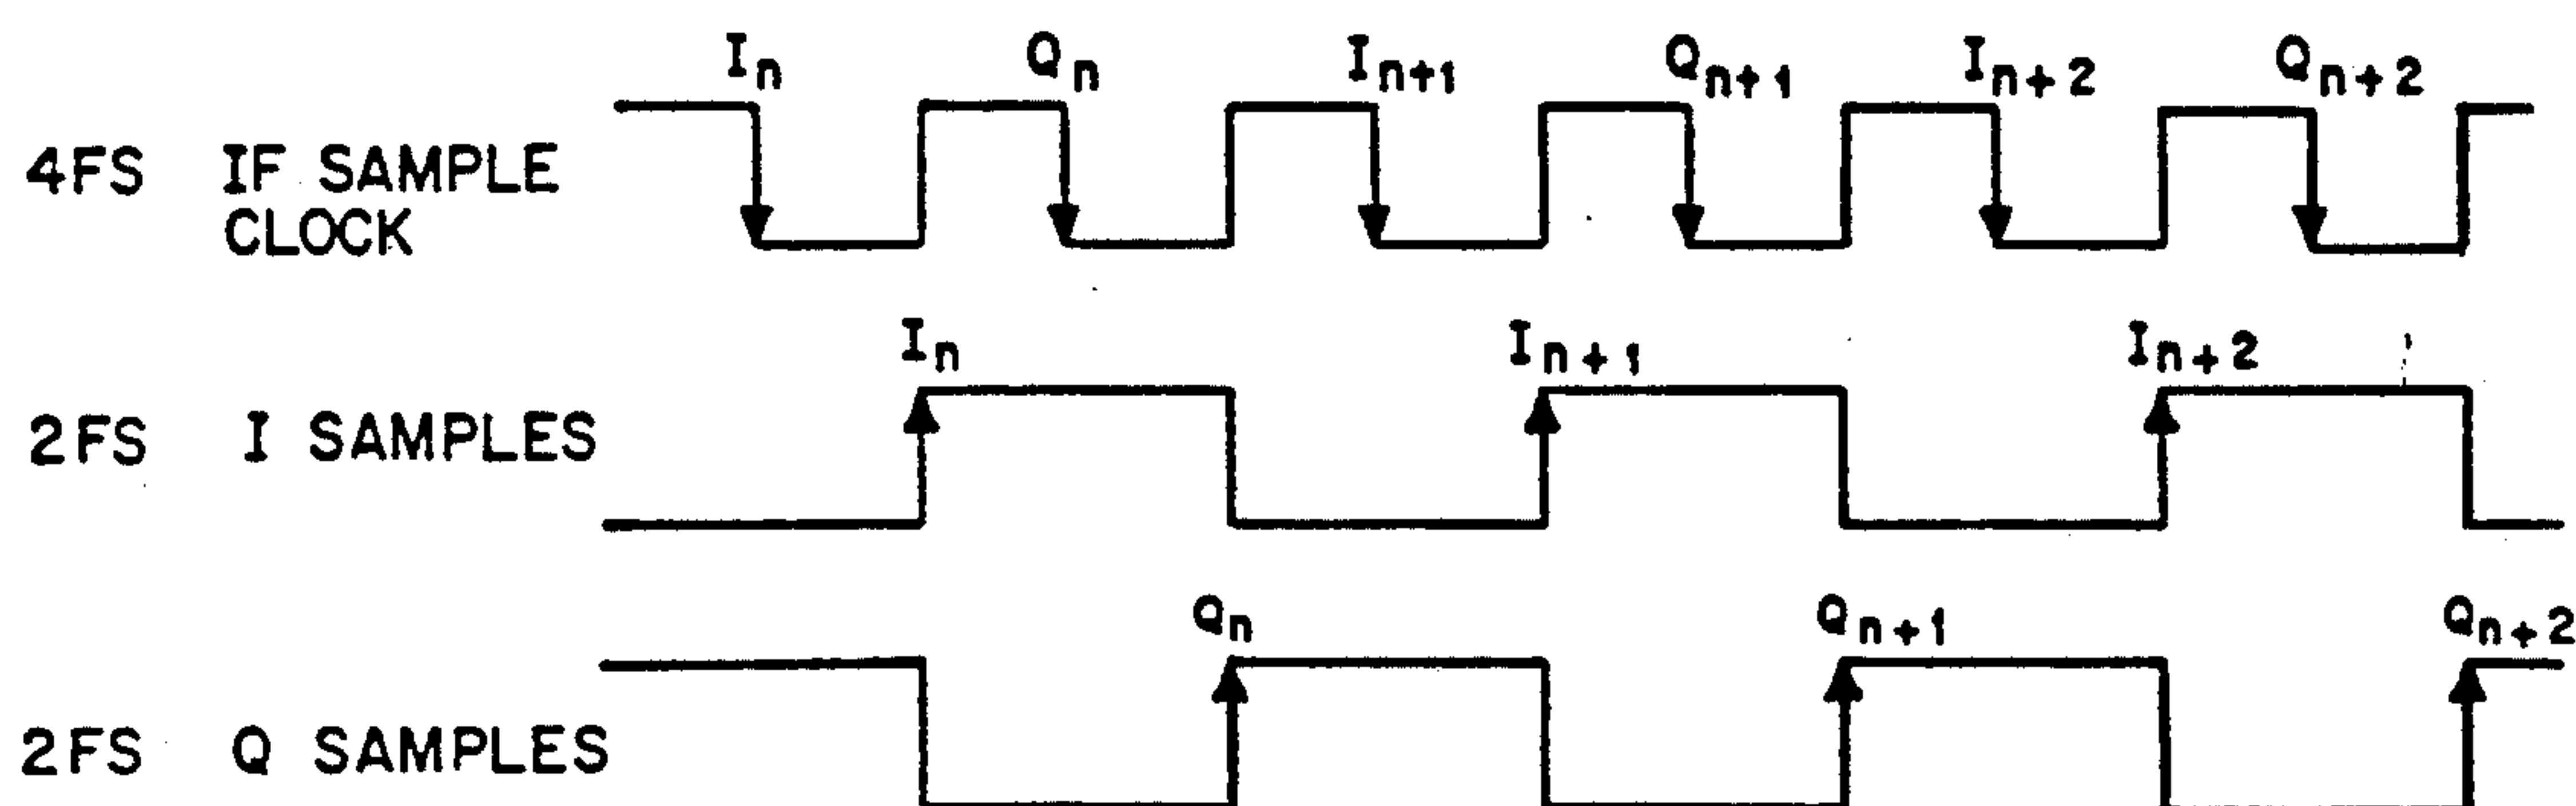 I_n Q_n I_n+1 Q_n+1 I_n+2 Q_n+2
4FS IF SAMPLE
CLOCK
I_n I_n+1 I_n+2
2FS I SAMPLES
Q_n Q_n+1 Q_n+2
2FS Q SAMPLES